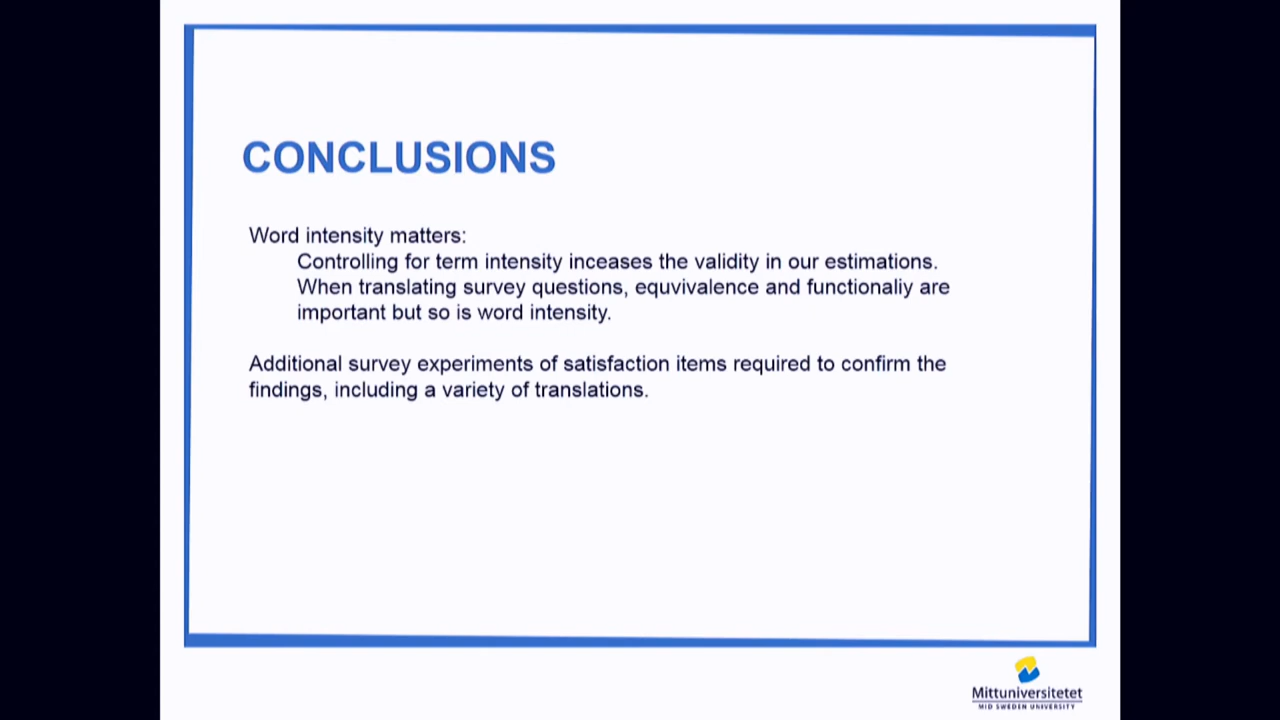 CONCLUSIONS
Word intensity matters:
Controlling for term intensity inceases the validity in our estimations.
When translating survey questions, equvivalence and functionaliy are
important but so is word intensity.
Additional survey experiments of satisfaction items required to confirm the
findings, including a variety of translations.
Mittuniversitetet
MID SWEDEN UNIVERSITY